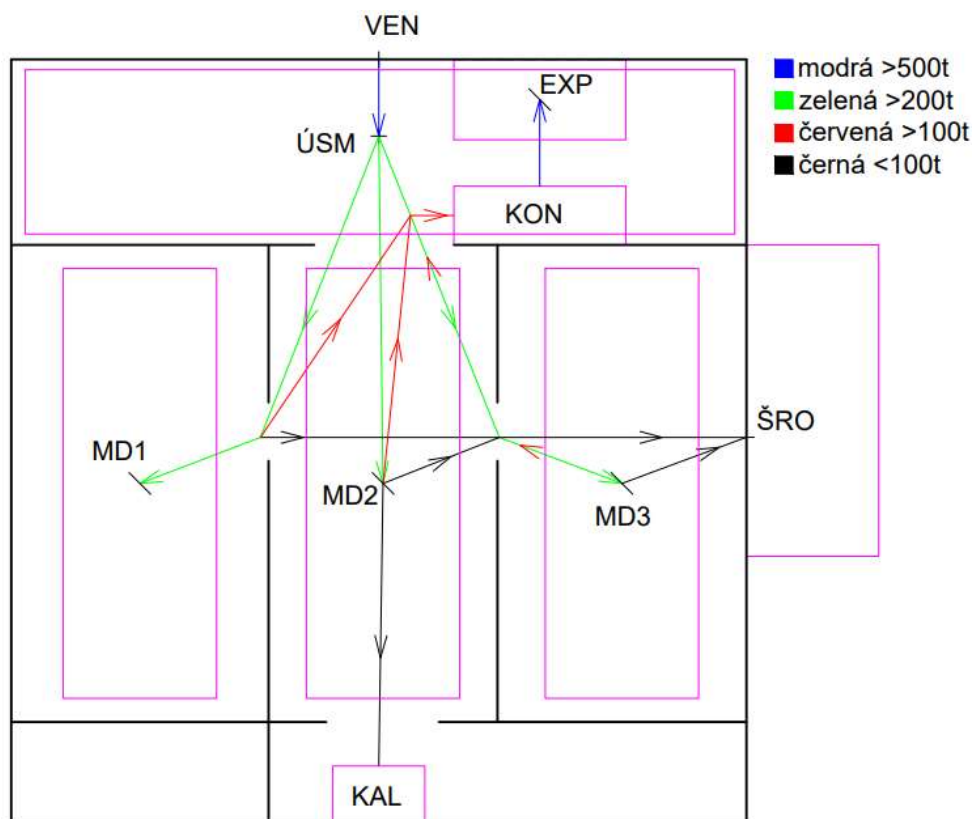 VEN
modrá >500t
EXP
zelená >200t
ÚSM
červená >100t
černá <100t
KON
ŠRO
MD1
MD2
MD3
KAL